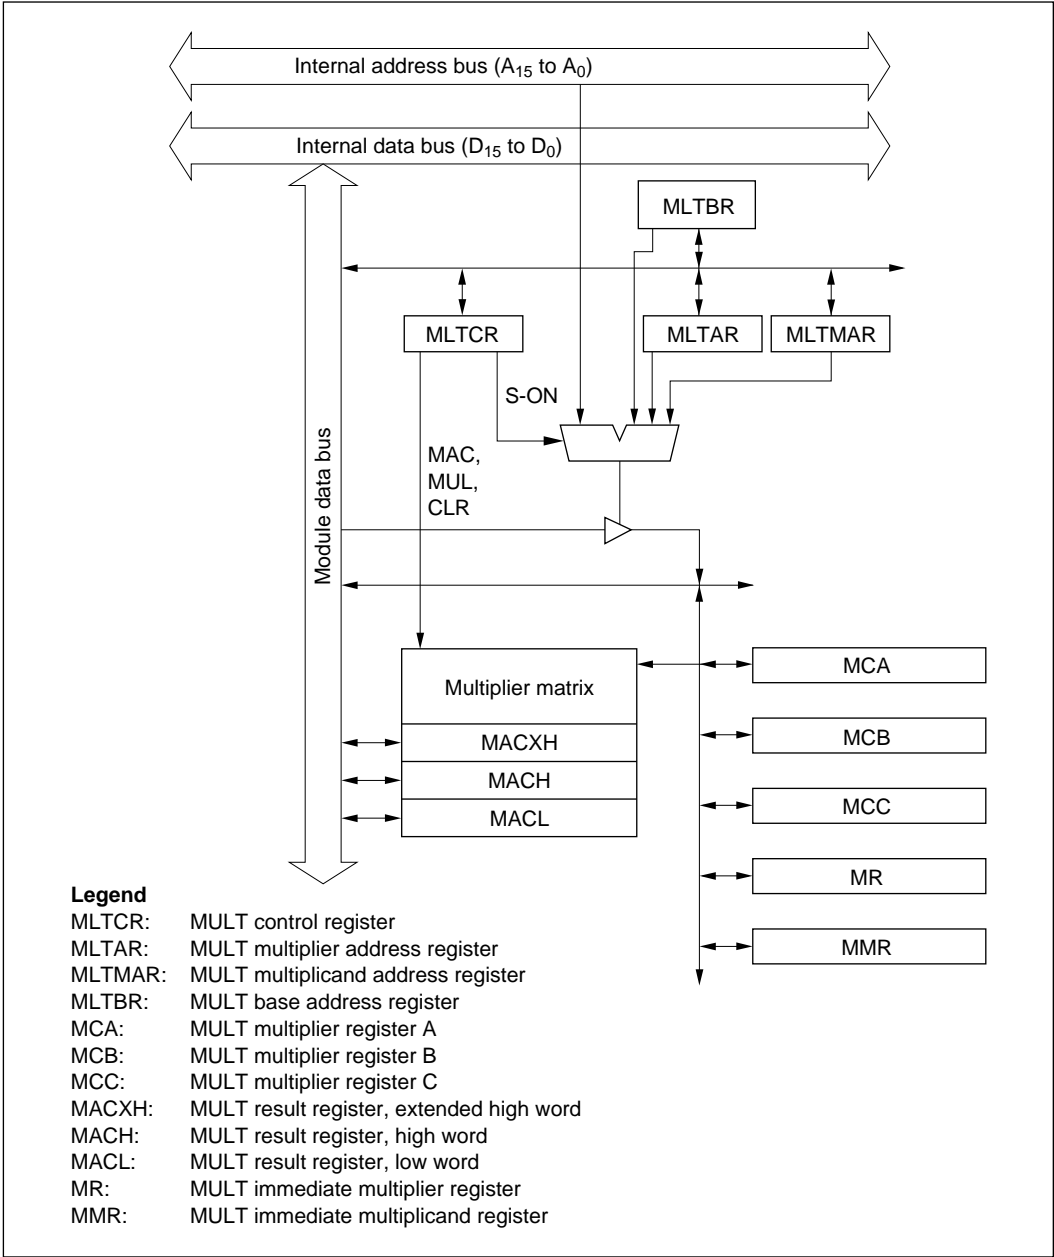 Internal address bus (A15 to A0)
Internal data bus (D15 to D0)
MLTBR
MLTCR
MLTAR
MLTMAR
S-ON
MAC,
MUL,
CLR
Module data bus
Multiplier matrix
MACXH
MACH
MACL
MCA
MCB
MCC
MR
MMR
Legend
MLTCR: MULT control register
MLTAR: MULT multiplier address register
MLTMAR: MULT multiplicand address register
MLTBR: MULT base address register
MCA: MULT multiplier register A
MCB: MULT multiplier register B
MCC: MULT multiplier register C
MACXH: MULT result register, extended high word
MACH: MULT result register, high word
MACL: MULT result register, low word
MR: MULT immediate multiplier register
MMR: MULT immediate multiplicand register